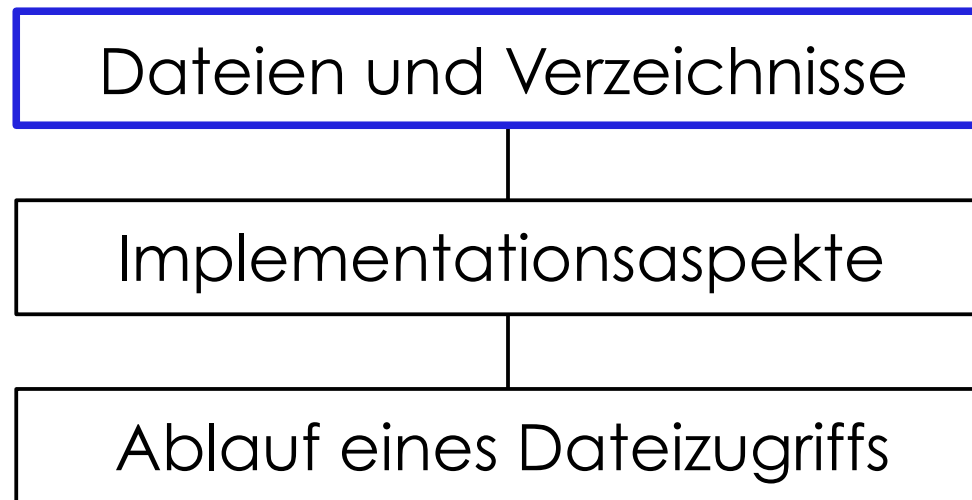 Dateien und Verzeichnisse
Implementationsaspekte
Ablauf eines Dateizugriffs